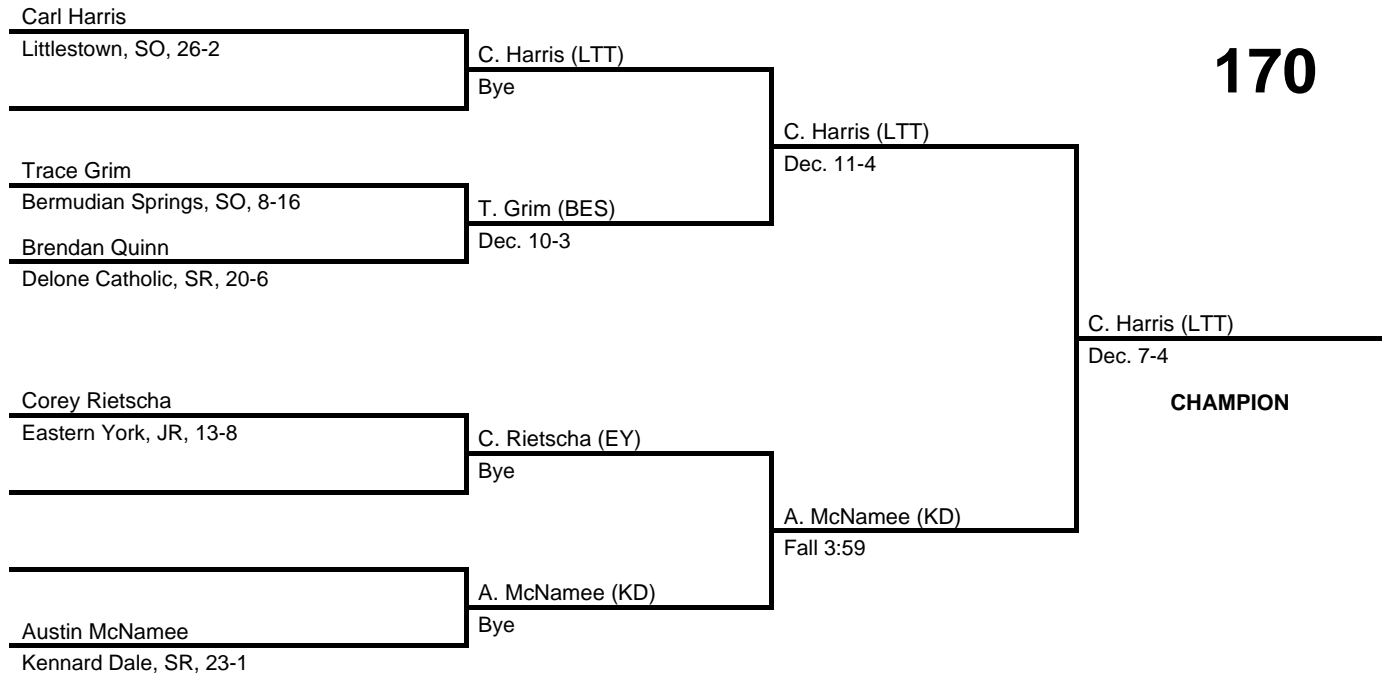 Carl Harris
Littlestown, SO, 26-2
C. Harris (LTT)
Bye
170
C. Harris (LTT)
Dec. 11-4
Trace Grim
Bermudian Springs, SO, 8-16
T. Grim (BES)
Dec. 10-3
Brendan Quinn
Delone Catholic, SR, 20-6
C. Harris (LTT)
Dec. 7-4
CHAMPION
Corey Rietscha
Eastern York, JR, 13-8
C. Rietscha (EY)
Bye
A. McNamee (KD)
Fall 3:59
A. McNamee (KD)
Bye
Austin McNamee
Kennard Dale, SR, 23-1